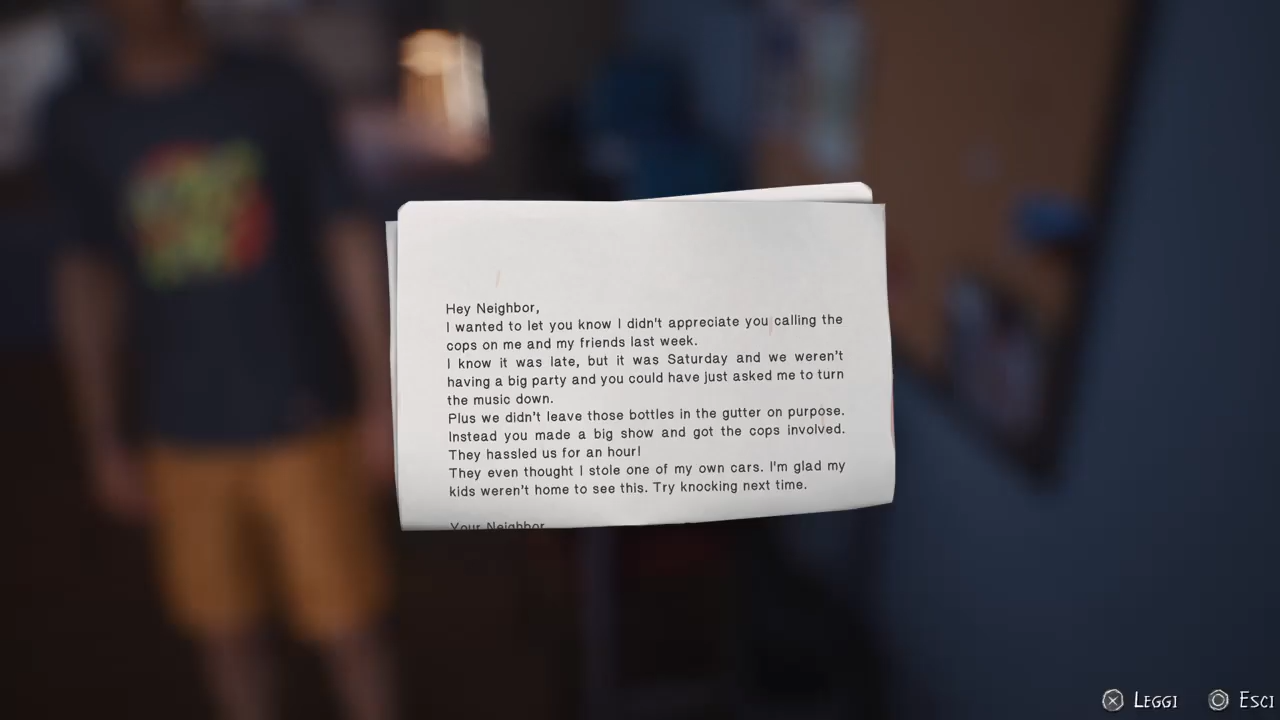 Hey Neighbor,
I wanted to let you know I didn't appreciate you calling the
cops on me and my friends last week.
I know it was late, but it was Saturday and we weren't
having a big party and you could have just asked me to turn
the music down.
Plus we didn't leave those bottles in the gutter on purpose.
Instead you made a big show and got the cops involved.
They hassled us for an hour!
They even thought I stole one of my own cars. I'm glad my
kids weren't home to see this. Try knocking next time.
Your Neighbor
Leggi Esci